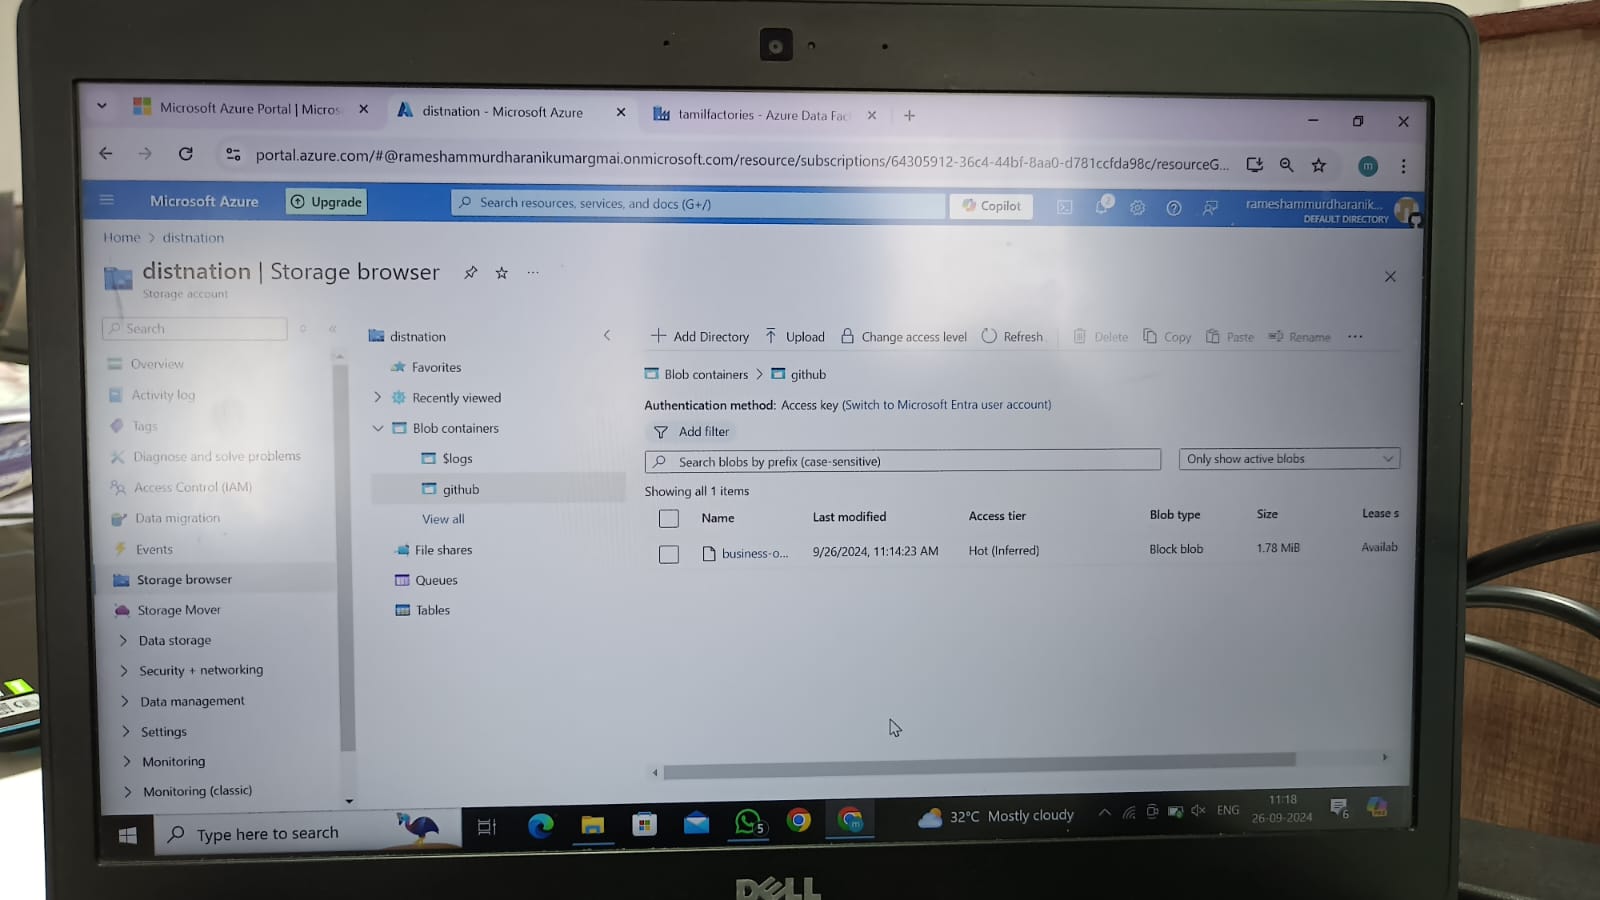 Microsoft Azure Portal | Micros
distnation - Microsoft Azure
tamilfactories - Azure Data Fac
portal.azure.com/#@rameshammurdharanikumargmai.onmicrosoft.com/resource/subscriptions/64305912-36c4-44bf-8aa0-d781ccfda98c/resourceG...
m
Microsoft Azure
Upgrade
Search resources, services, and docs (G+/)
Copilot
2
rameshammurdharanik...
DEFAULT DIRECTORY
Home > distnation
distnation | Storage browser
Storage account
Search
Overview
Activity log
Tags
Diagnose and solve problems
Access Control (IAM)
Data migration
Events
Storage browser
Storage Mover
Data storage
Security + networking
Data management
Settings
Monitoring
Monitoring (classic)
distnation
Favorites
Recently viewed
Blob containers
$logs
github
View all
File shares
Queues
Tables
Add Directory Upload Change access level Refresh Delete Copy Paste Rename
Blob containers > github
Authentication method: Access key (Switch to Microsoft Entra user account)
Add filter
Search blobs by prefix (case-sensitive)
Only show active blobs
Showing all 1 items
Name Last modified Access tier Blob type Size Lease s
business-o... 9/26/2024, 11:14:23 AM Hot (Inferred) Block blob 1.78 MiB Availab
Type here to search
5
m
32°C Mostly cloudy
ENG
11:18
26-09-2024
6
DELL